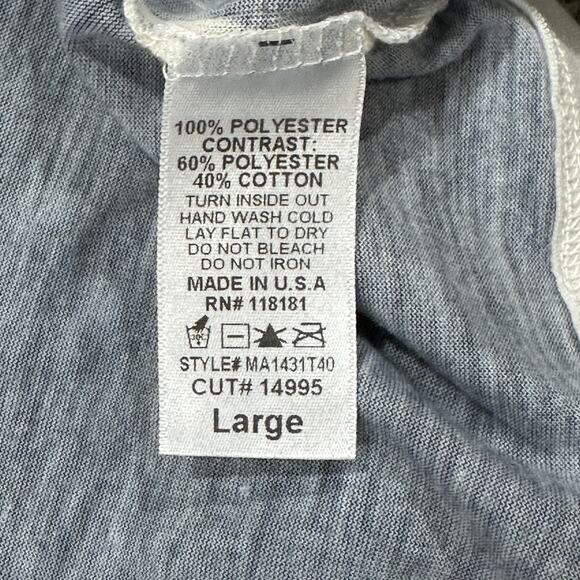 100% POLYESTER
CONTRAST:
60% POLYESTER
40% COTTON
TURN INSIDE OUT
HAND WASH COLD
LAY FLAT TO DRY
DO NOT BLEACH
DO NOT IRON
MADE IN U.S.A
RN# 118181
STYLE# MA1431T40
CUT# 14995
Large